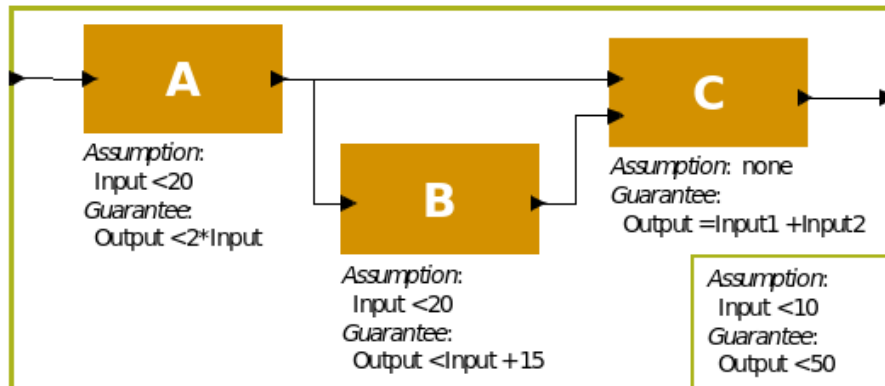 A
Assumption:
Input <20
Guarantee:
Output <2*Input
B
Assumption:
Input <20
Guarantee:
Output <Input +15
C
Assumption: none
Guarantee:
Output =Input1 +Input2
Assumption:
Input <10
Guarantee:
Output <50